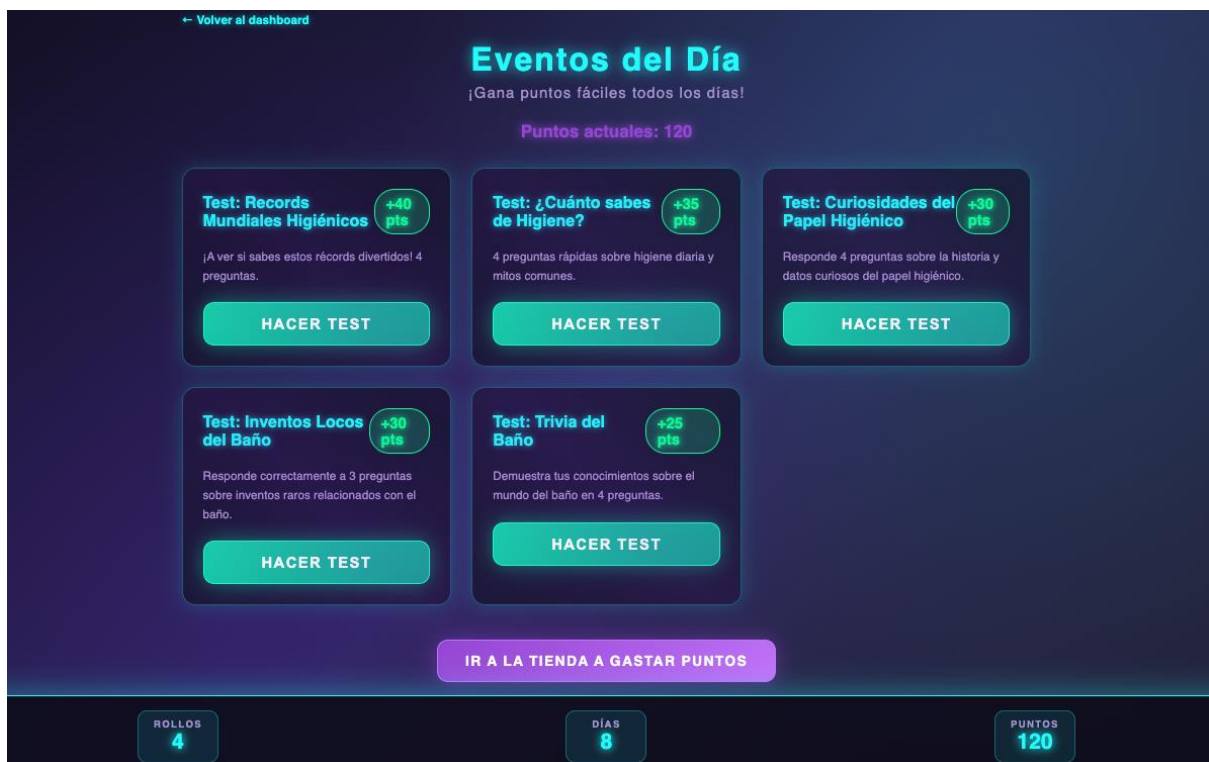 ← Volver al dashboard
Eventos del Día
¡Gana puntos fáciles todos los días!
Puntos actuales: 120
Test: Records
Mundiales Higiénicos
+40
pts
¡A ver si sabes estos récords divertidos! 4
preguntas.
HACER TEST
Test: ¿Cuánto sabes
de Higiene?
+35
pts
4 preguntas rápidas sobre higiene diaria y
mitos comunes.
HACER TEST
Test: Curiosidades del
Papel Higiénico
+30
pts
Responde 4 preguntas sobre la historia y
datos curiosos del papel higiénico.
HACER TEST
Test: Inventos Locos
del Baño
+30
pts
Responde correctamente a 3 preguntas
sobre inventos raros relacionados con el
baño.
HACER TEST
Test: Trivia del
Baño
+25
pts
Demuestra tus conocimientos sobre el
mundo del baño en 4 preguntas.
HACER TEST
IR A LA TIENDA A GASTAR PUNTOS
ROLLOS
4
DÍAS
8
PUNTOS
120